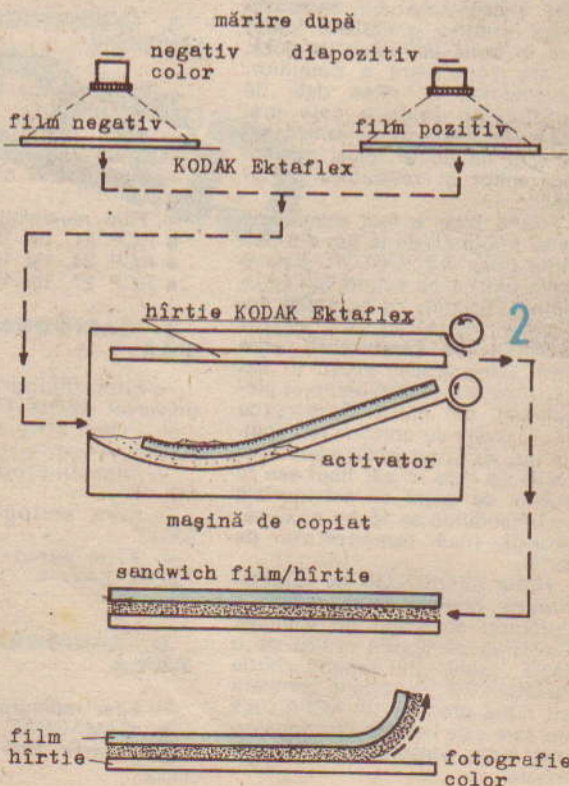 mărire după
negativ
color
diapozitiv
film negativ
film pozitiv
KODAK Ektaflex
hîrtie KODAK Ektaflex
2
activator
mașină de copiat
sandwich film/hîrtie
film
hîrtie
fotografie
color